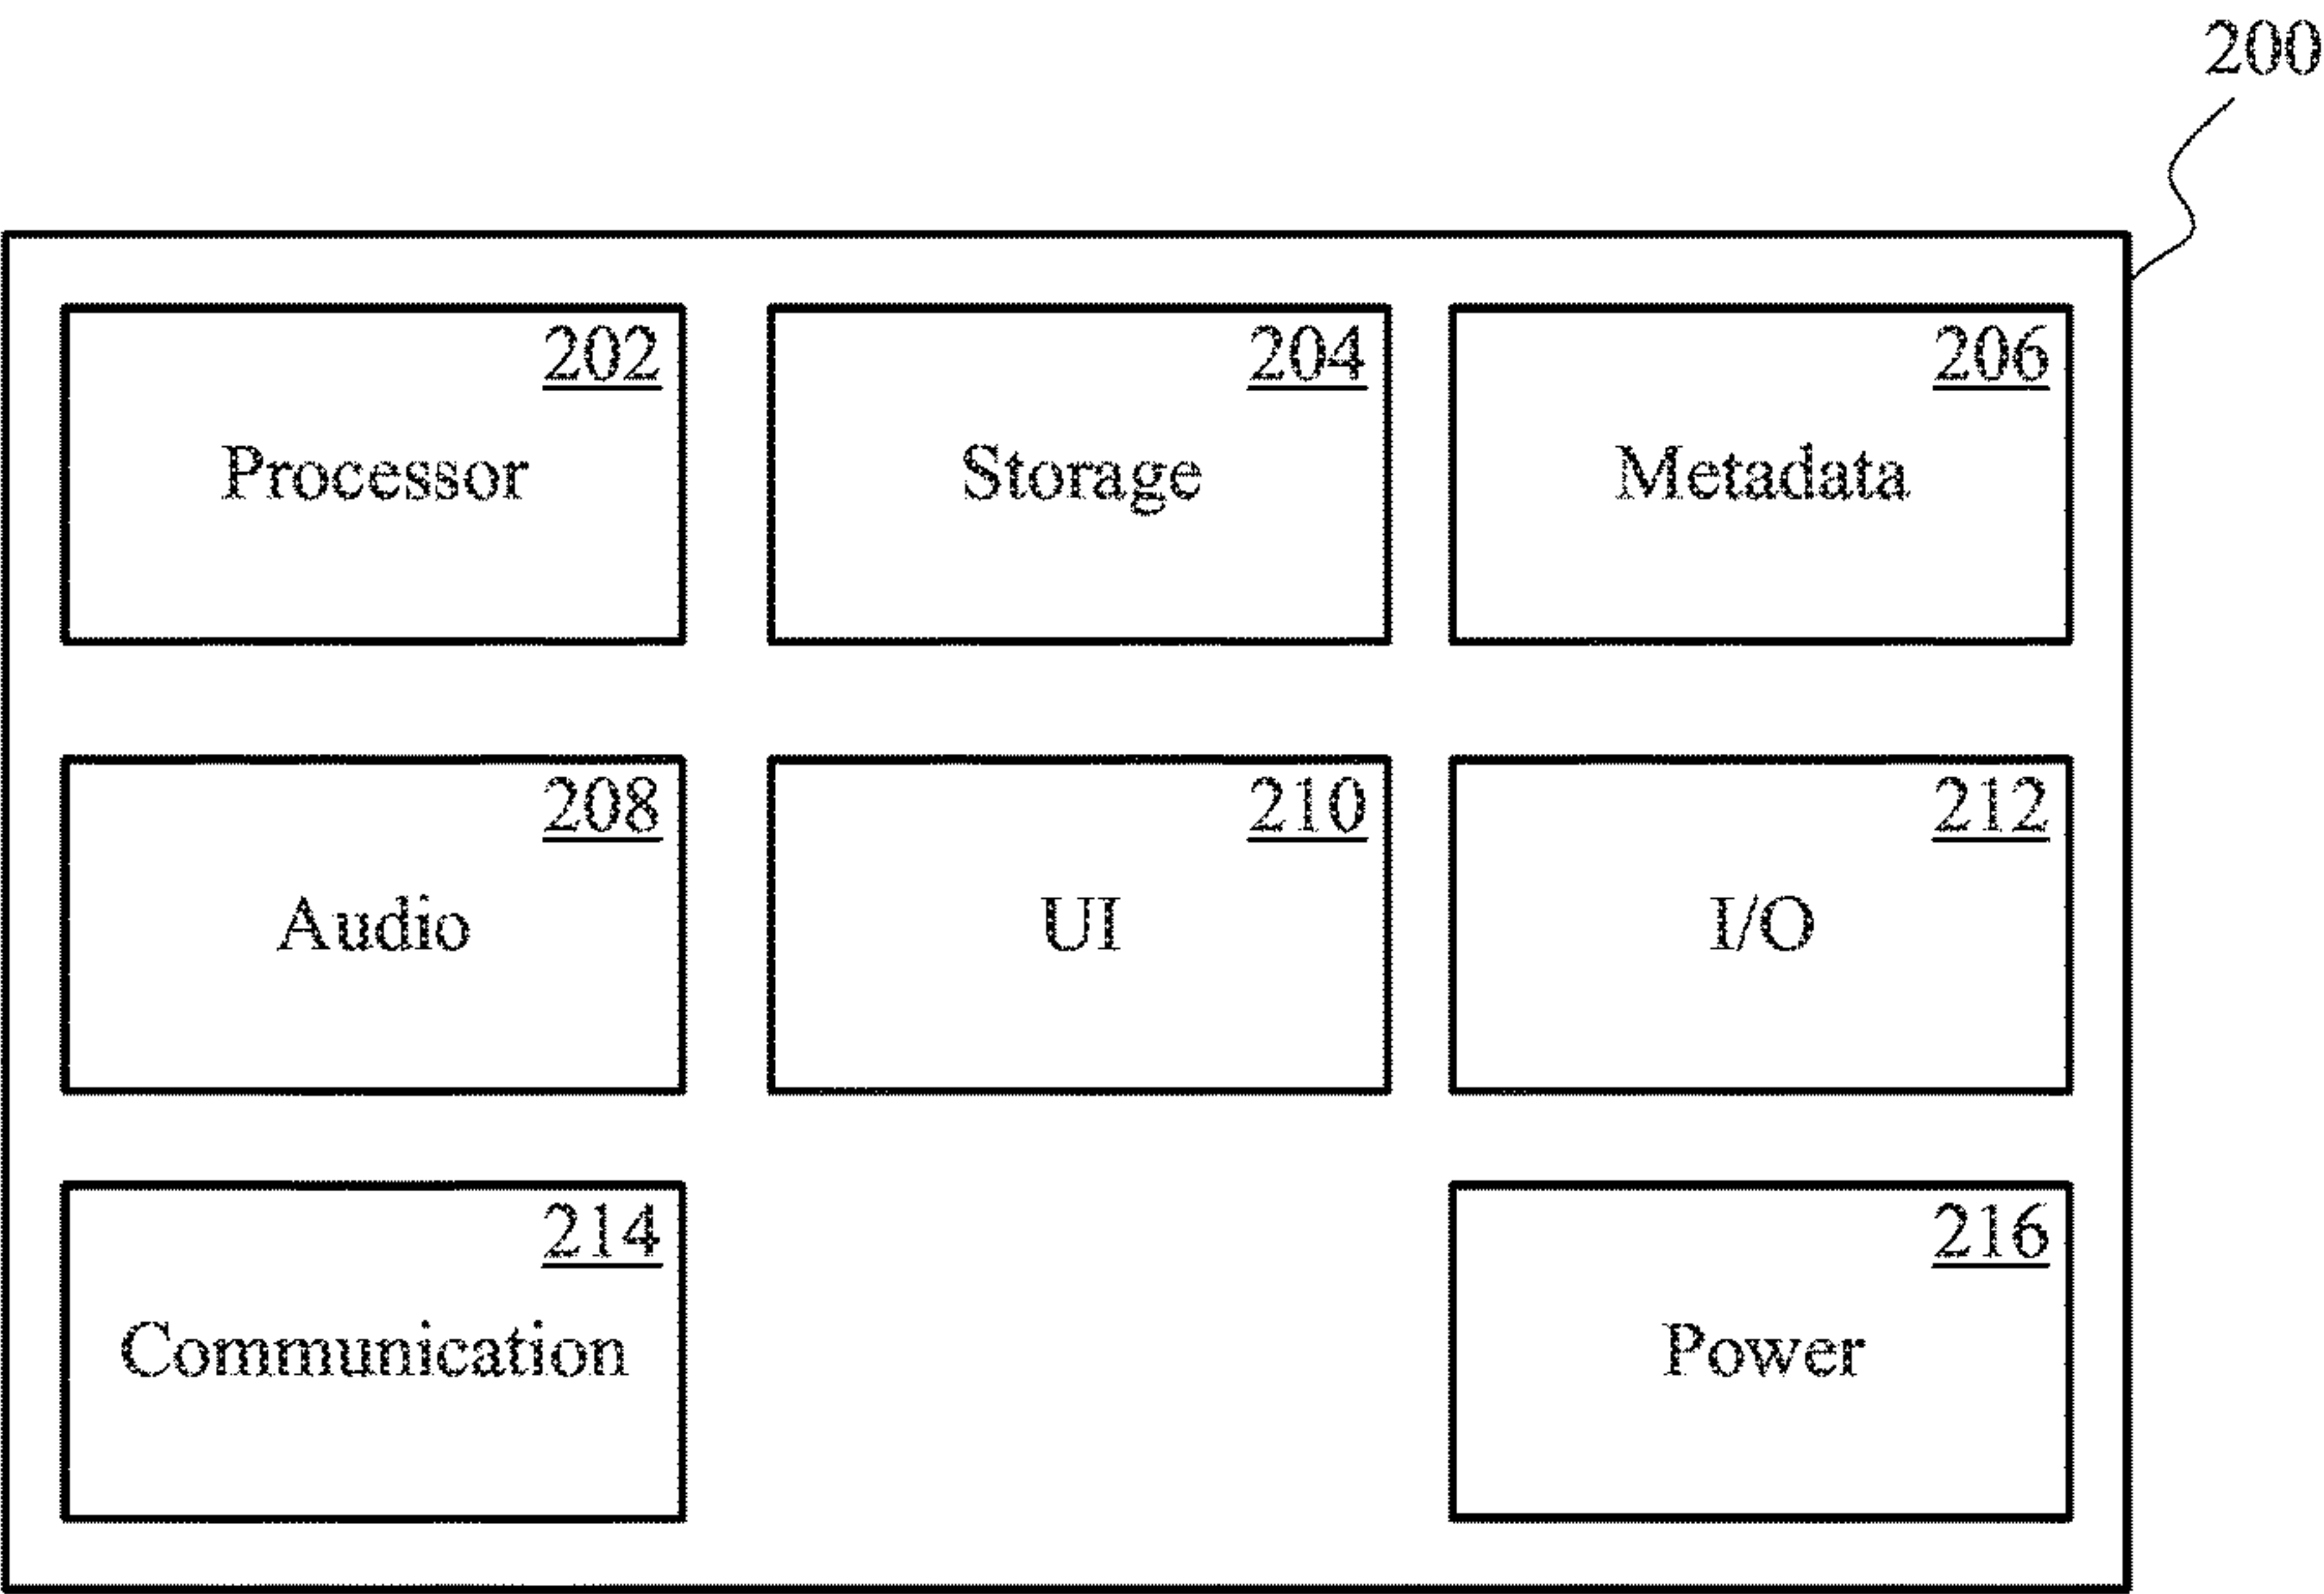 200
202
Processor
204
Storage
206
Metadata
208
Audio
210
UI
212
I/O
214
Communication
216
Power